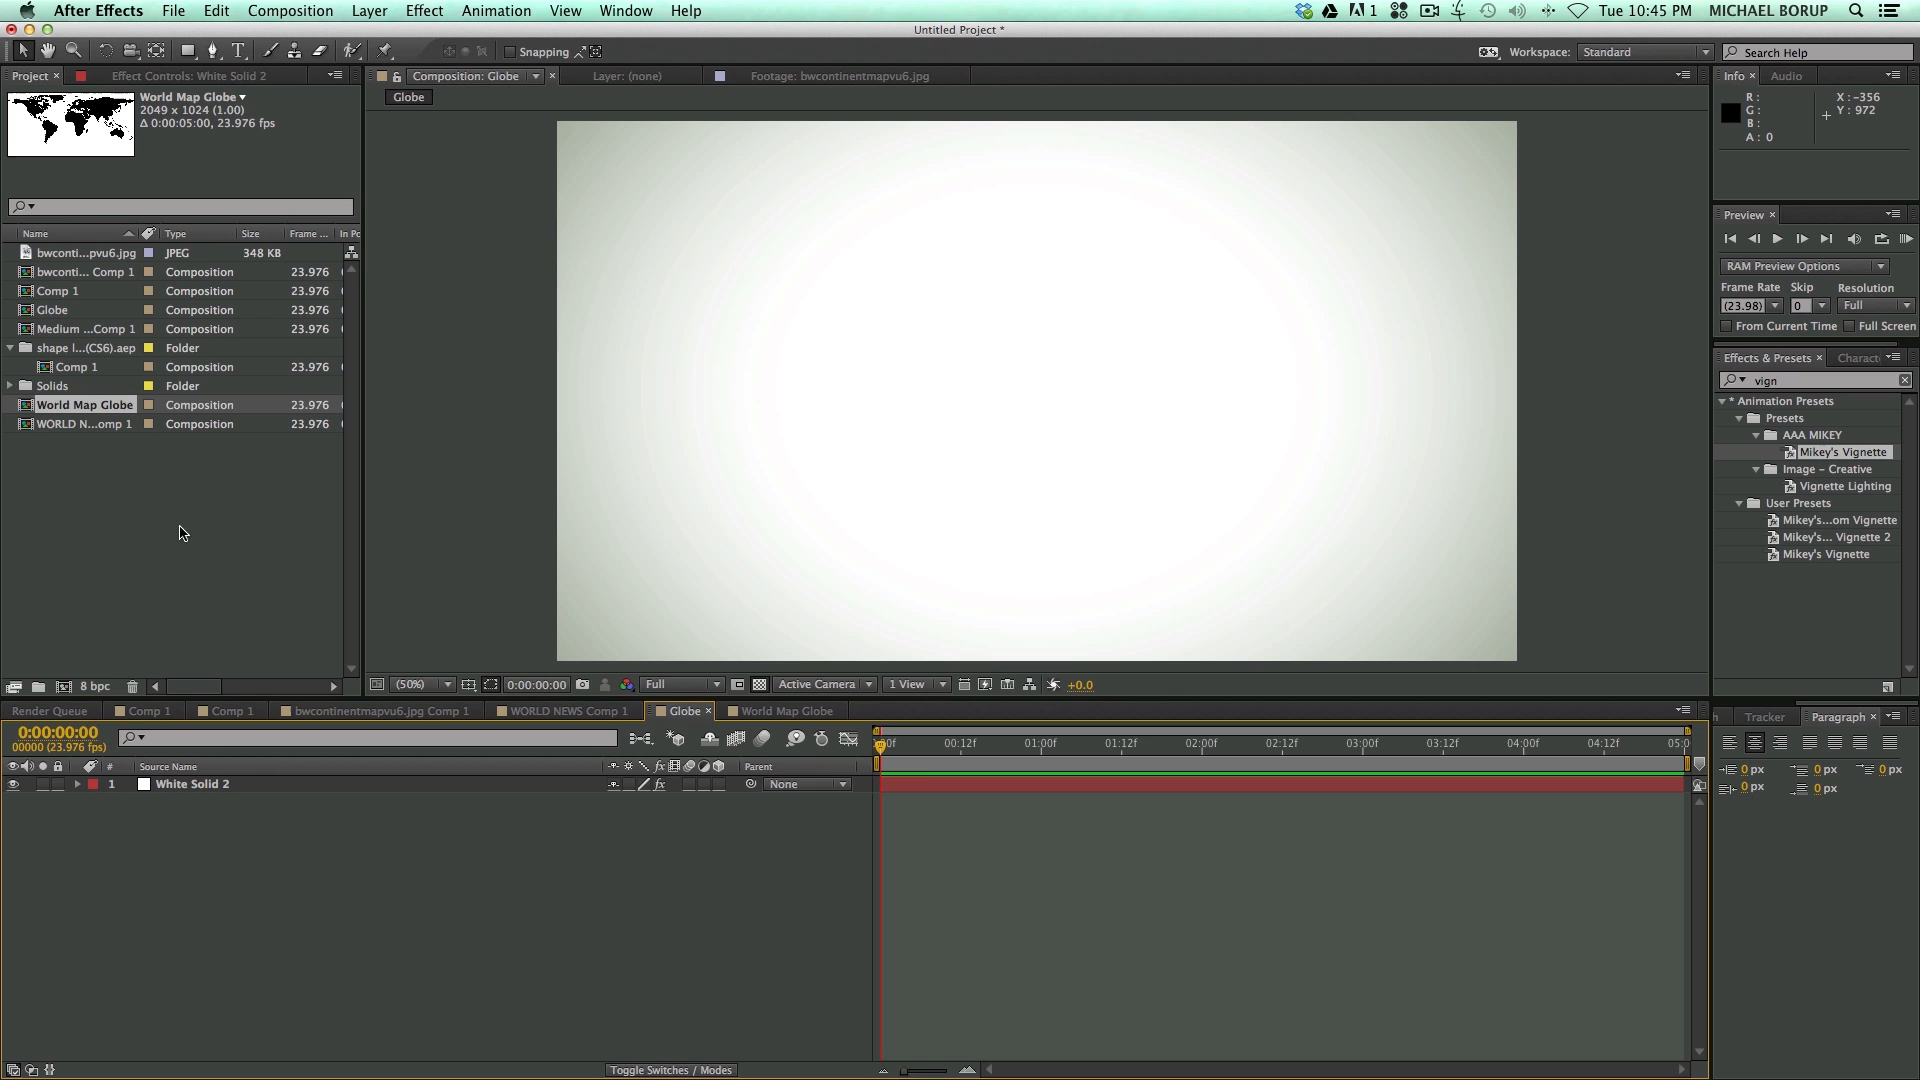 After Effects File Edit Composition Layer Effect Animation View Window Help
1 Tue 10:45 PM MICHAEL BORUP
Untitled Project *
Snapping
Workspace: Standard
Search Help
Project × Effect Controls: White Solid 2
Composition: Globe × Layer: (none) Footage: bwcontinentmapvu6.jpg
Info × Audio
World Map Globe
2049 x 1024 (1.00)
Δ 0:00:05:00, 23.976 fps
Globe
R :
G :
B :
A : 0
X : -356
Y : 972
Name Type Size Frame ... In Po
bwconti...pvu6.jpg JPEG 348 KB
bwconti... Comp 1 Composition 23.976
Comp 1 Composition 23.976
Globe Composition 23.976
Medium ...Comp 1 Composition 23.976
shape l...(CS6).aep Folder
Comp 1 Composition 23.976
Solids Folder
World Map Globe Composition 23.976
WORLD N...omp 1 Composition 23.976
8 bpc
Preview ×
RAM Preview Options
Frame Rate Skip Resolution
(23.98) 0 Full
From Current Time Full Screen
Effects & Presets × Charact
vign
* Animation Presets
Presets
AAA MIKEY
Mikey's Vignette
Image - Creative
Vignette Lighting
User Presets
Mikey's...om Vignette
Mikey's... Vignette 2
Mikey's Vignette
(50%) 0:00:00:00 Full Active Camera 1 View +0.0
Render Queue Comp 1 Comp 1 bwcontinentmapvu6.jpg Comp 1 WORLD NEWS Comp 1 Globe × World Map Globe
0:00:00:00
00000 (23.976 fps)
00f 00:12f 01:00f 01:12f 02:00f 02:12f 03:00f 03:12f 04:00f 04:12f 05:0
# Source Name fx Parent
1 White Solid 2 fx None
Toggle Switches / Modes
Tracker Paragraph ×
0 px 0 px 0 px
0 px 0 px